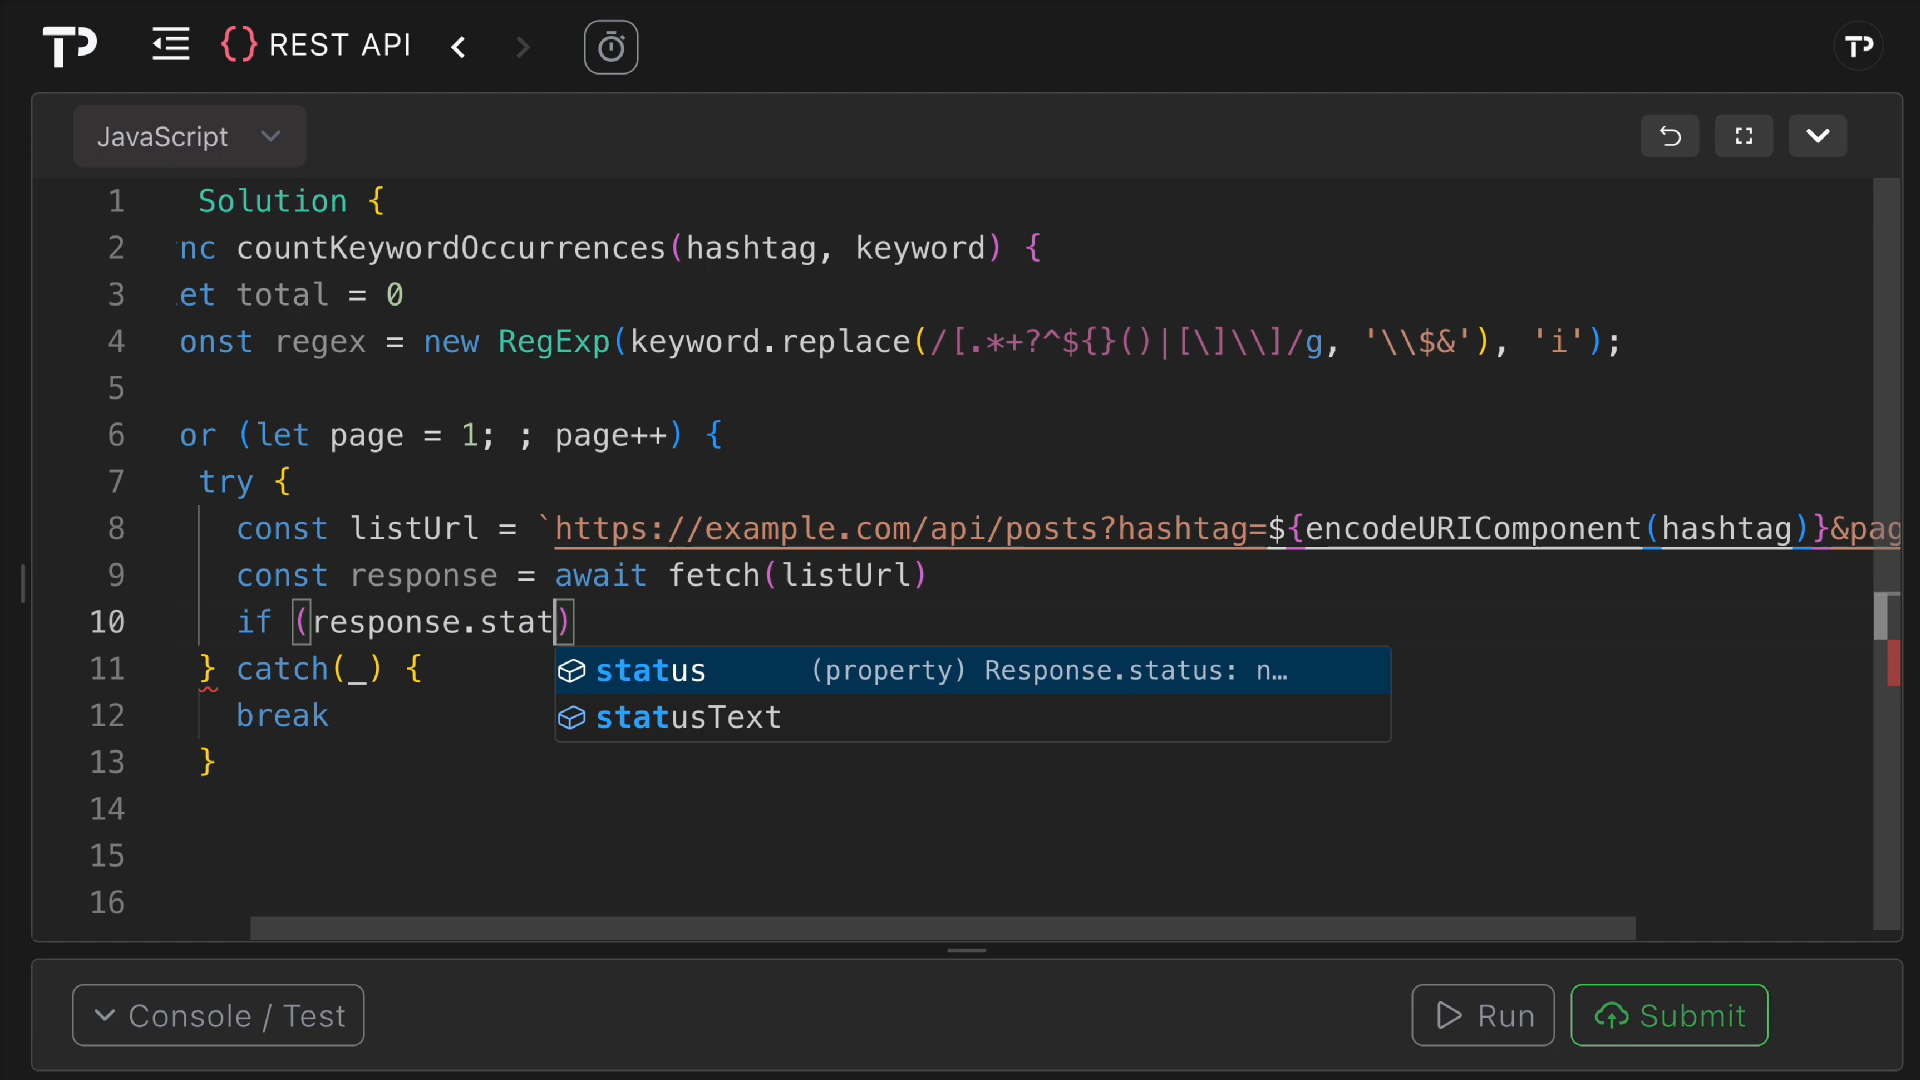 TP {} REST API TP
JavaScript
1 Solution {
2 nc countKeywordOccurrences(hashtag, keyword) {
3 et total = 0
4 onst regex = new RegExp(keyword.replace(/[.*+?^${}()|[\]\\]/g, '\\$&'), 'i');
5
6 or (let page = 1; ; page++) {
7 try {
8 const listUrl = `https://example.com/api/posts?hashtag=${encodeURIComponent(hashtag)}&pag
9 const response = await fetch(listUrl)
10 if (response.stat)
11 } catch(_) {
status (property) Response.status: n…
12 break
statusText
13 }
14
15
16
Console / Test Run Submit